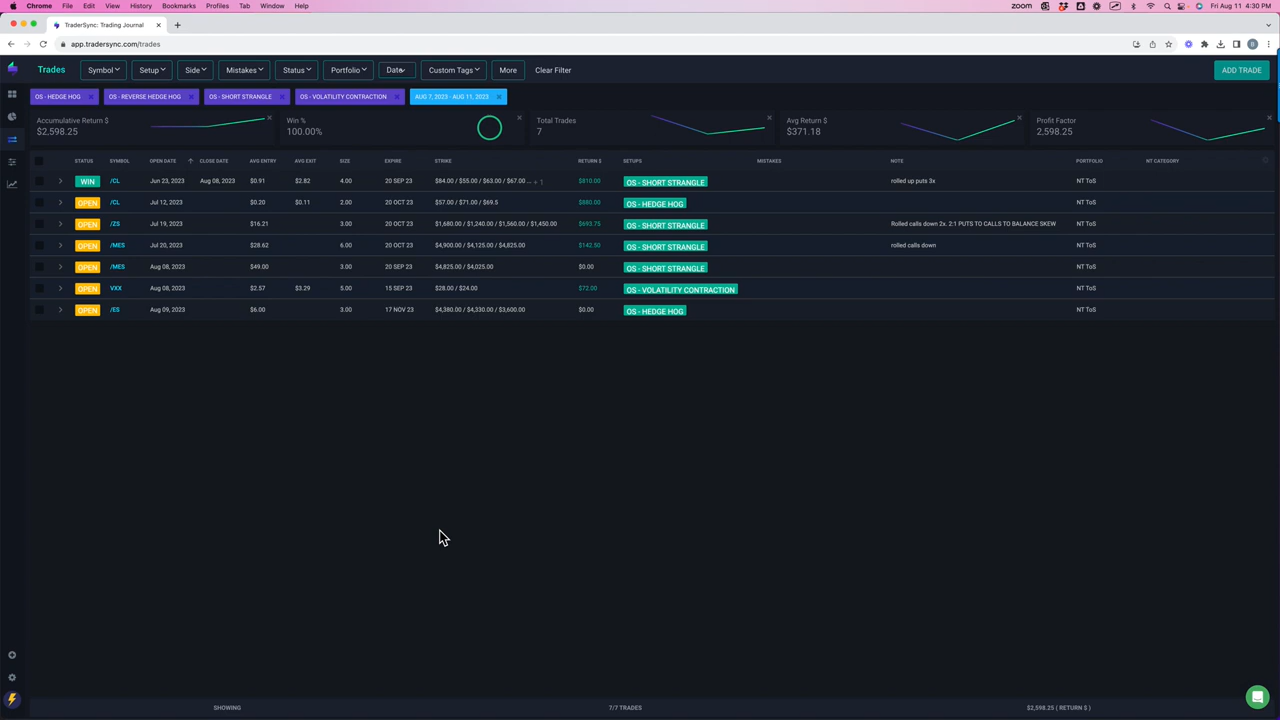 Chrome File Edit View History Bookmarks Profiles Tab Window Help zoom Fri Aug 11 4:30 PM
TraderSync: Trading Journal
app.tradersync.com/trades
Trades Symbol Setup Side Mistakes Status Portfolio Date Custom Tags More Clear Filter ADD TRADE
OS - HEDGE HOG × OS - REVERSE HEDGE HOG × OS - SHORT STRANGLE × OS - VOLATILITY CONTRACTION × AUG 7, 2023 - AUG 11, 2023 ×
Accumulative Return $ Win % Total Trades Avg Return $ Profit Factor
$2,598.25 100.00% 7 $371.18 2,598.25
STATUS SYMBOL OPEN DATE CLOSE DATE AVG ENTRY AVG EXIT SIZE EXPIRE STRIKE RETURN $ SETUPS MISTAKES NOTE PORTFOLIO NT CATEGORY
WIN /CL Jun 23, 2023 Aug 08, 2023 $0.91 $2.82 4.00 20 SEP 23 $84.00 / $55.00 / $63.00 / $67.00 ... + 1 $810.00 OS - SHORT STRANGLE rolled up puts 3x NT ToS
OPEN /CL Jul 12, 2023 $0.20 $0.11 2.00 20 OCT 23 $57.00 / $71.00 / $69.5 $880.00 OS - HEDGE HOG NT ToS
OPEN /ZS Jul 19, 2023 $16.21 3.00 20 OCT 23 $1,680.00 / $1,240.00 / $1,560.00 / $1,450.00 $693.75 OS - SHORT STRANGLE Rolled calls down 2x. 2:1 PUTS TO CALLS TO BALANCE SKEW NT ToS
OPEN /MES Jul 20, 2023 $28.62 6.00 20 OCT 23 $4,900.00 / $4,125.00 / $4,825.00 $142.50 OS - SHORT STRANGLE rolled calls down NT ToS
OPEN /MES Aug 08, 2023 $49.00 3.00 20 SEP 23 $4,825.00 / $4,025.00 $0.00 OS - SHORT STRANGLE NT ToS
OPEN VXX Aug 08, 2023 $2.57 $3.29 5.00 15 SEP 23 $28.00 / $24.00 $72.00 OS - VOLATILITY CONTRACTION NT ToS
OPEN /ES Aug 09, 2023 $6.00 3.00 17 NOV 23 $4,380.00 / $4,330.00 / $3,600.00 $0.00 OS - HEDGE HOG NT ToS
SHOWING 7/7 TRADES $2,598.25 ( RETURN $ )